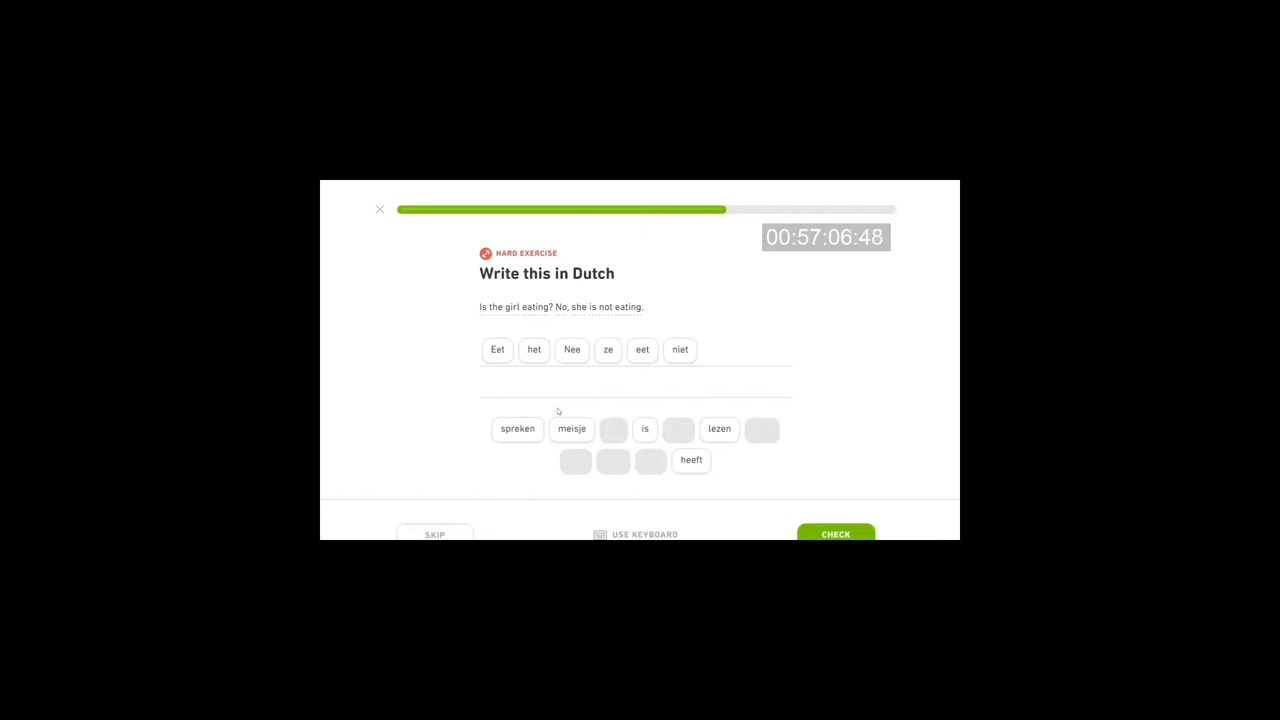 00:57:06:48
HARD EXERCISE
Write this in Dutch
Is the girl eating? No, she is not eating.
Eet het Nee ze eet niet
spreken meisje is lezen
heeft
SKIP USE KEYBOARD CHECK